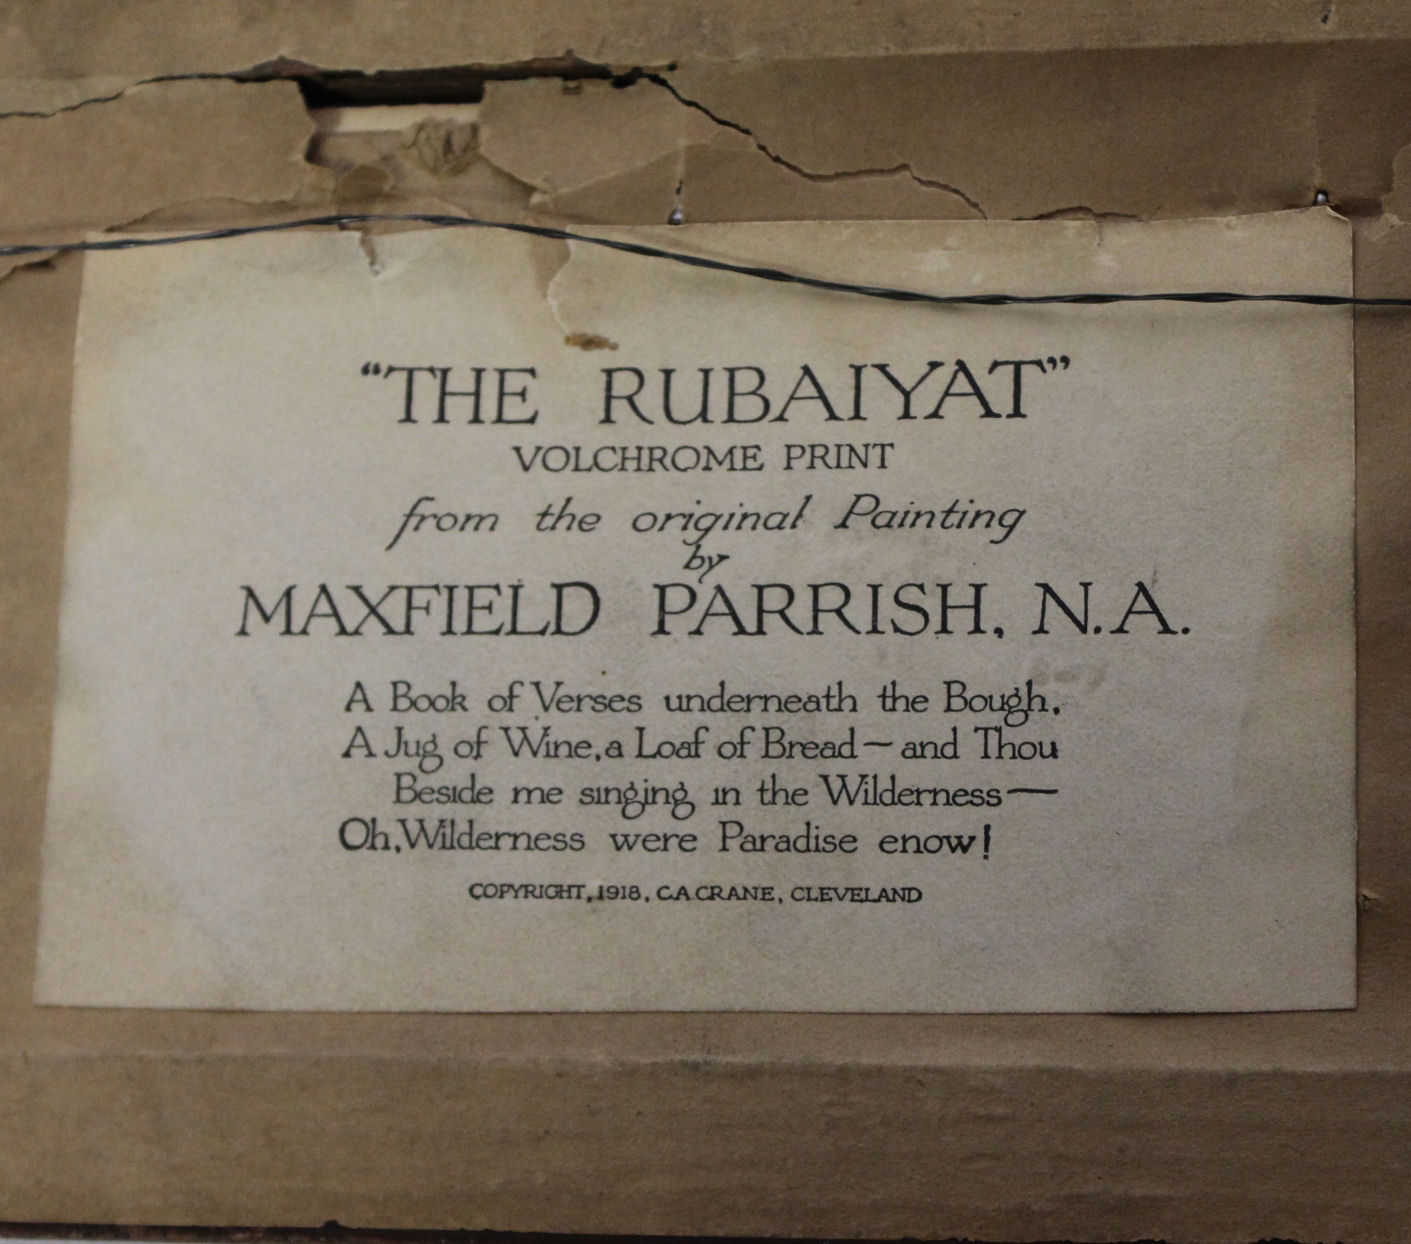 “THE RUBAIYAT”
VOLCHROME PRINT
from the original Painting
by
MAXFIELD PARRISH, N.A.
A Book of Verses underneath the Bough,
A Jug of Wine, a Loaf of Bread — and Thou
Beside me singing in the Wilderness —
Oh, Wilderness were Paradise enow!
COPYRIGHT, 1918, C.A. CRANE, CLEVELAND